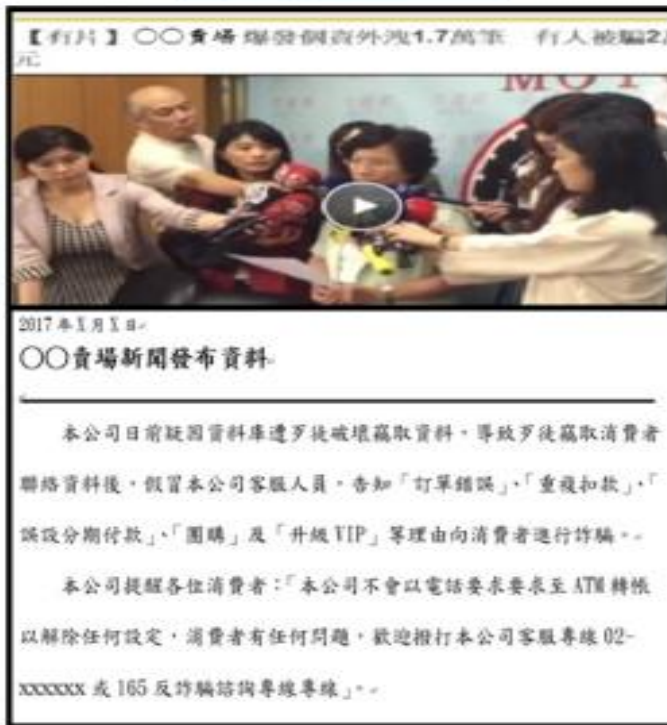 【有片】〇〇賣場 爆發個資外洩1.7萬筆 有人被騙2萬
元
MOT
2017年X月X日
〇〇賣場新聞發布資料
本公司日前疑因資料庫遭歹徒破壞竊取資料,導致歹徒竊取消費者
聯絡資料後,假冒本公司客服人員,告知「訂單錯誤」、「重複扣款」、「
誤設分期付款」、「團購」及「升級VIP」等理由向消費者進行詐騙。
本公司提醒各位消費者:「本公司不會以電話要求要求至ATM轉帳
以解除任何設定,消費者有任何問題,歡迎撥打本公司客服專線02-
xxxxxx或165反詐騙諮詢專線專線」。